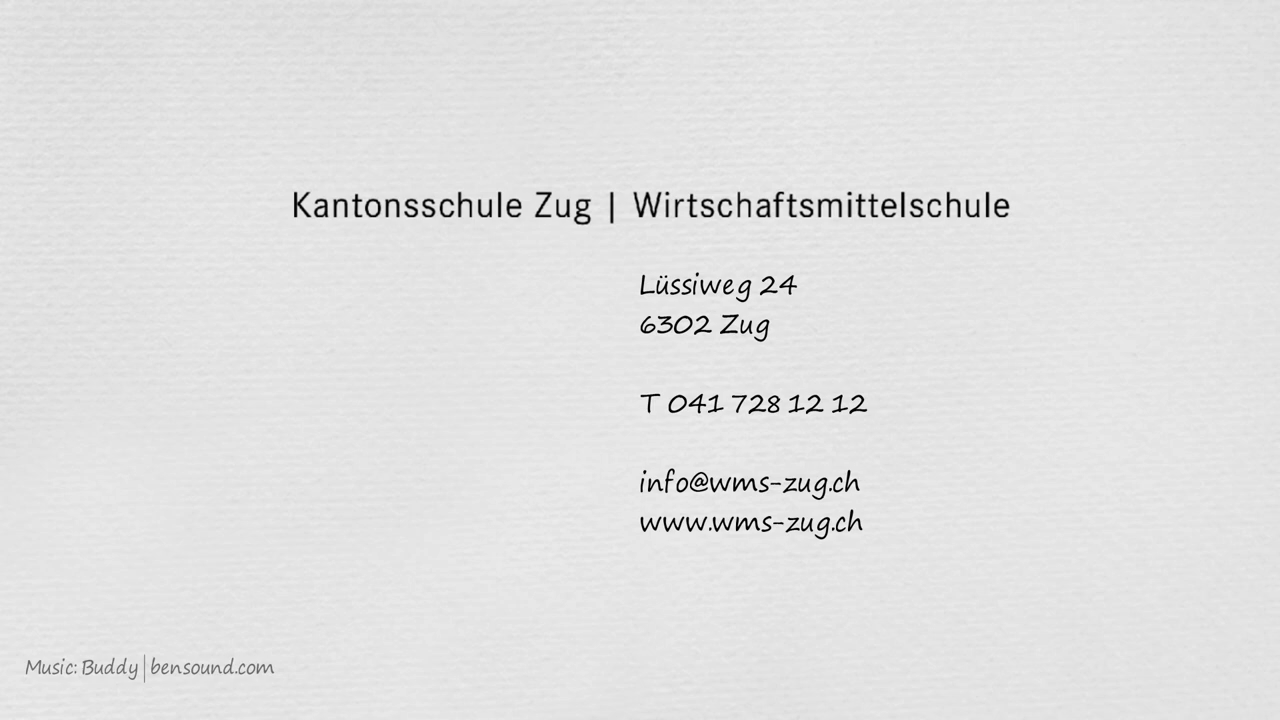 Kantonsschule Zug | Wirtschaftsmittelschule
Lüssiweg 24
6302 Zug
T 041 728 12 12
info@wms-zug.ch
www.wms-zug.ch
Music: Buddy | bensound.com